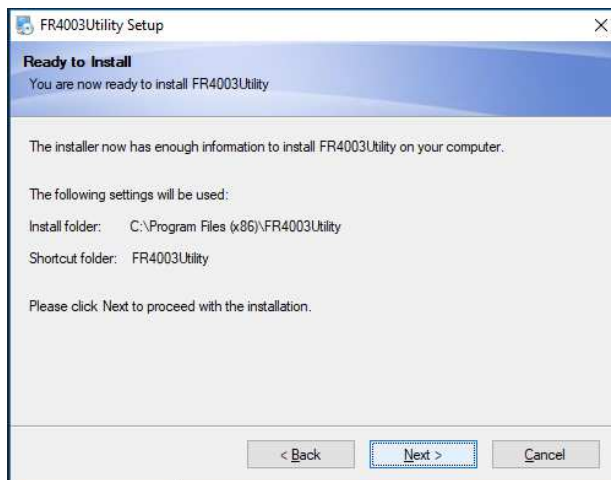 FR4003Utility Setup
Ready to Install
You are now ready to install FR4003Utility
The installer now has enough information to install FR4003Utility on your computer.
The following settings will be used:
Install folder: C:\Program Files (x86)\FR4003Utility
Shortcut folder: FR4003Utility
Please click Next to proceed with the installation.
< Back Next > Cancel